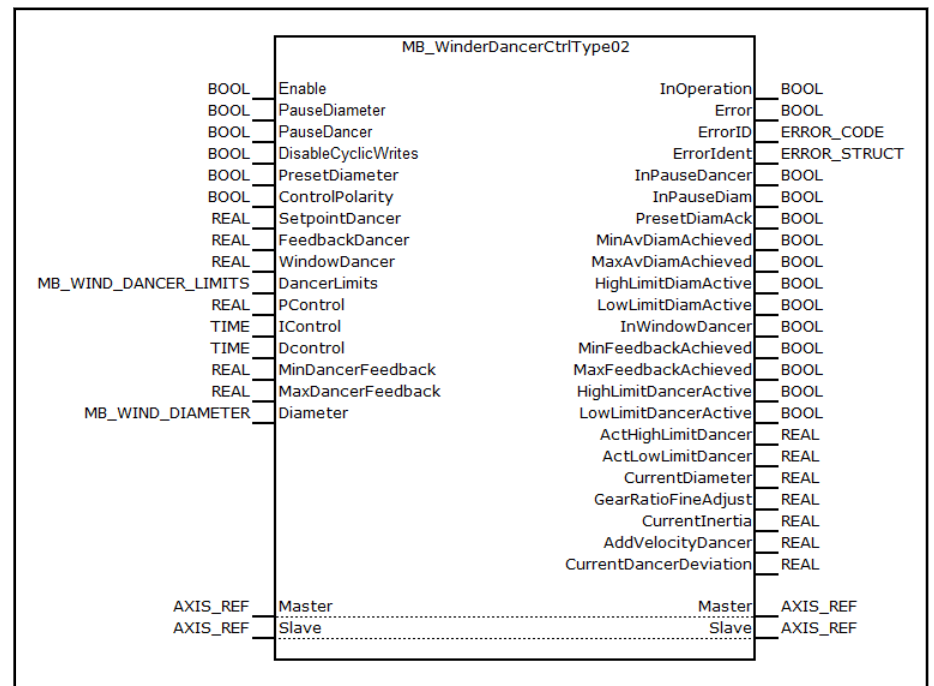 MB_WinderDancerCtrlType02
BOOL Enable InOperation BOOL
BOOL PauseDiameter Error BOOL
BOOL PauseDancer ErrorID ERROR_CODE
BOOL DisableCyclicWrites ErrorIdent ERROR_STRUCT
BOOL PresetDiameter InPauseDancer BOOL
BOOL ControlPolarity InPauseDiam BOOL
REAL SetpointDancer PresetDiamAck BOOL
REAL FeedbackDancer MinAvDiamAchieved BOOL
REAL WindowDancer MaxAvDiamAchieved BOOL
MB_WIND_DANCER_LIMITS DancerLimits HighLimitDiamActive BOOL
REAL PControl LowLimitDiamActive BOOL
TIME IControl InWindowDancer BOOL
TIME Dcontrol MinFeedbackAchieved BOOL
REAL MinDancerFeedback MaxFeedbackAchieved BOOL
REAL MaxDancerFeedback HighLimitDancerActive BOOL
MB_WIND_DIAMETER Diameter LowLimitDancerActive BOOL
ActHighLimitDancer REAL
ActLowLimitDancer REAL
CurrentDiameter REAL
GearRatioFineAdjust REAL
CurrentInertia REAL
AddVelocityDancer REAL
CurrentDancerDeviation REAL
AXIS_REF Master Master AXIS_REF
AXIS_REF Slave Slave AXIS_REF